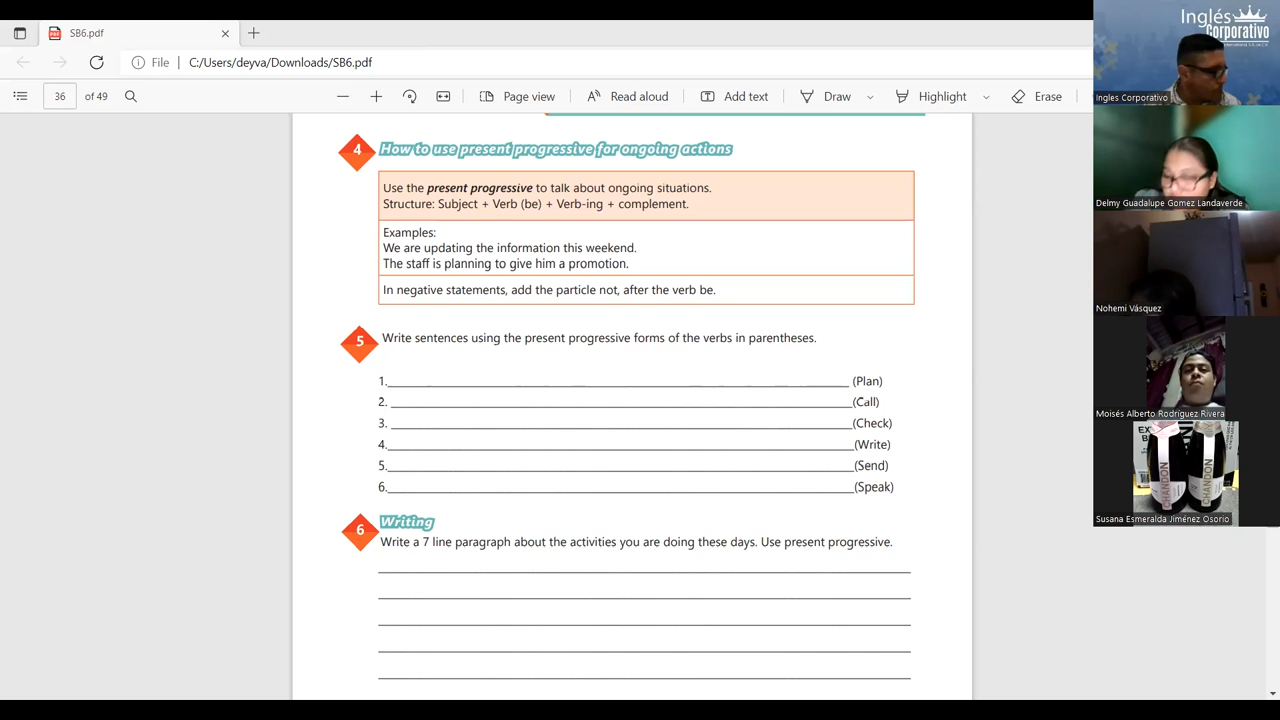 SB6.pdf
File
C:/Users/deyva/Downloads/SB6.pdf
36
of 49
Page view
Read aloud
Add text
Draw
Highlight
Erase
4
How to use present progressive for ongoing actions
Use the present progressive to talk about ongoing situations.
Structure: Subject + Verb (be) + Verb-ing + complement.
Examples:
We are updating the information this weekend.
The staff is planning to give him a promotion.
In negative statements, add the particle not, after the verb be.
5
Write sentences using the present progressive forms of the verbs in parentheses.
1. (Plan)
2. (Call)
3. (Check)
4. (Write)
5. (Send)
6. (Speak)
6
Writing
Write a 7 line paragraph about the activities you are doing these days. Use present progressive.
Inglés
Corporativo
Ingles Corporativo
Delmy Guadalupe Gomez Landaverde
Nohemi Vásquez
Moisés Alberto Rodríguez Rivera
CHANDON
CHANDON
Susana Esmeralda Jiménez Osorio